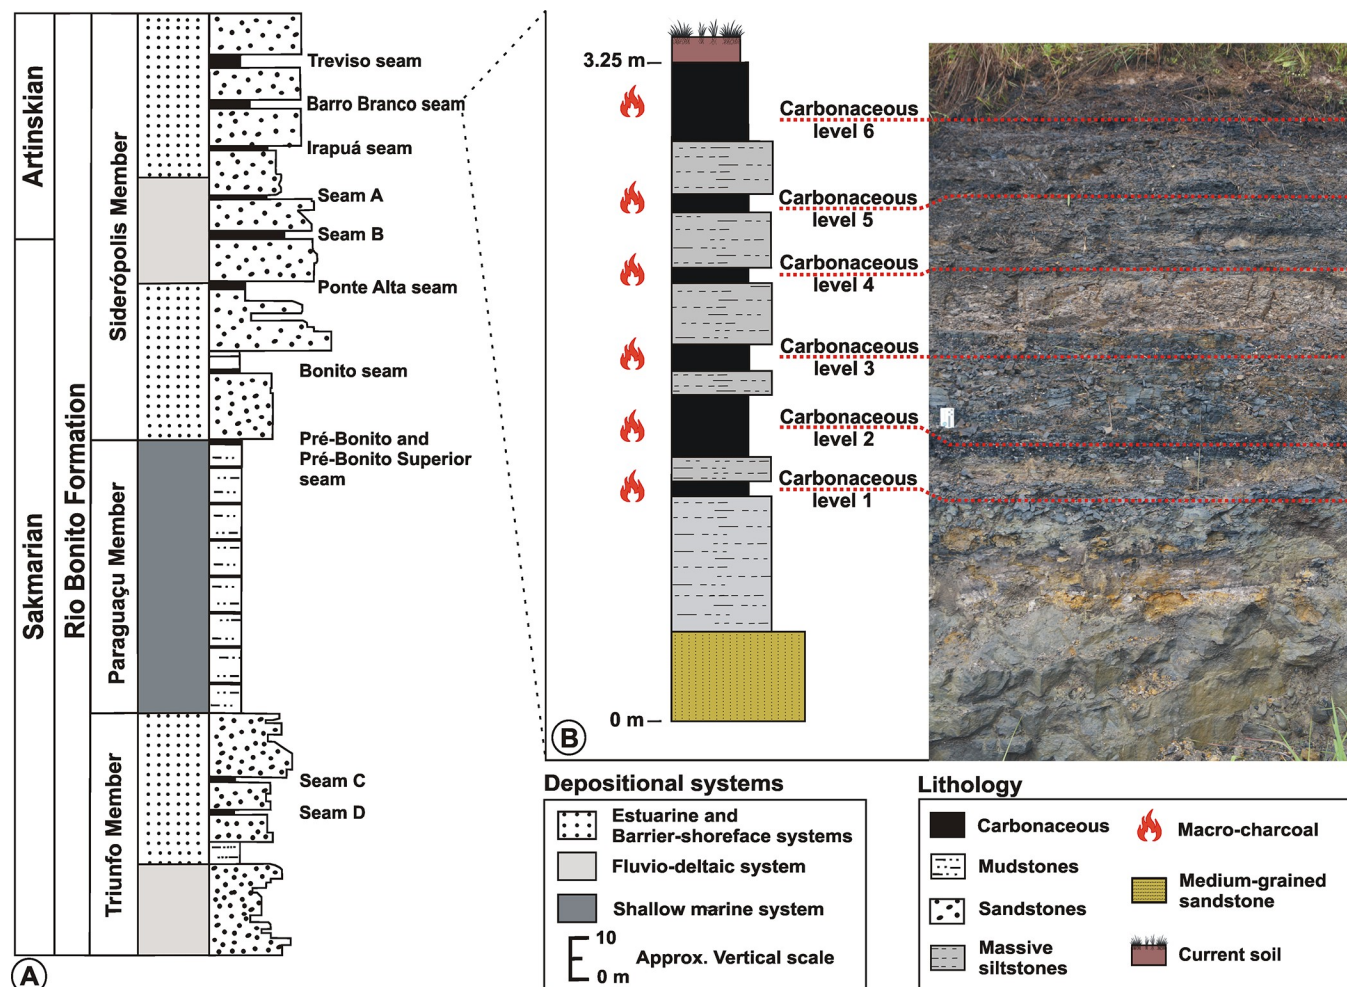 Artinskian
Sakmarian
Rio Bonito Formation
Siderópolis Member
Paraguaçu Member
Triunfo Member
Treviso seam
Barro Branco seam
Irapuá seam
Seam A
Seam B
Ponte Alta seam
Bonito seam
Pré-Bonito and
Pré-Bonito Superior
seam
Seam C
Seam D
A
3.25 m
0 m
B
Carbonaceous
level 6
Carbonaceous
level 5
Carbonaceous
level 4
Carbonaceous
level 3
Carbonaceous
level 2
Carbonaceous
level 1
Depositional systems
Estuarine and
Barrier-shoreface systems
Fluvio-deltaic system
Shallow marine system
10
0 m
Approx. Vertical scale
Lithology
Carbonaceous
Mudstones
Sandstones
Massive
siltstones
Macro-charcoal
Medium-grained
sandstone
Current soil